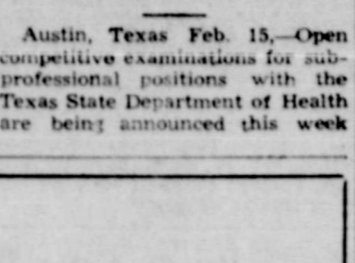 Austin, Texas Feb. 15,—Open
competitive examinations for sub-
professional positions with the
Texas State Department of Health
are being announced this week